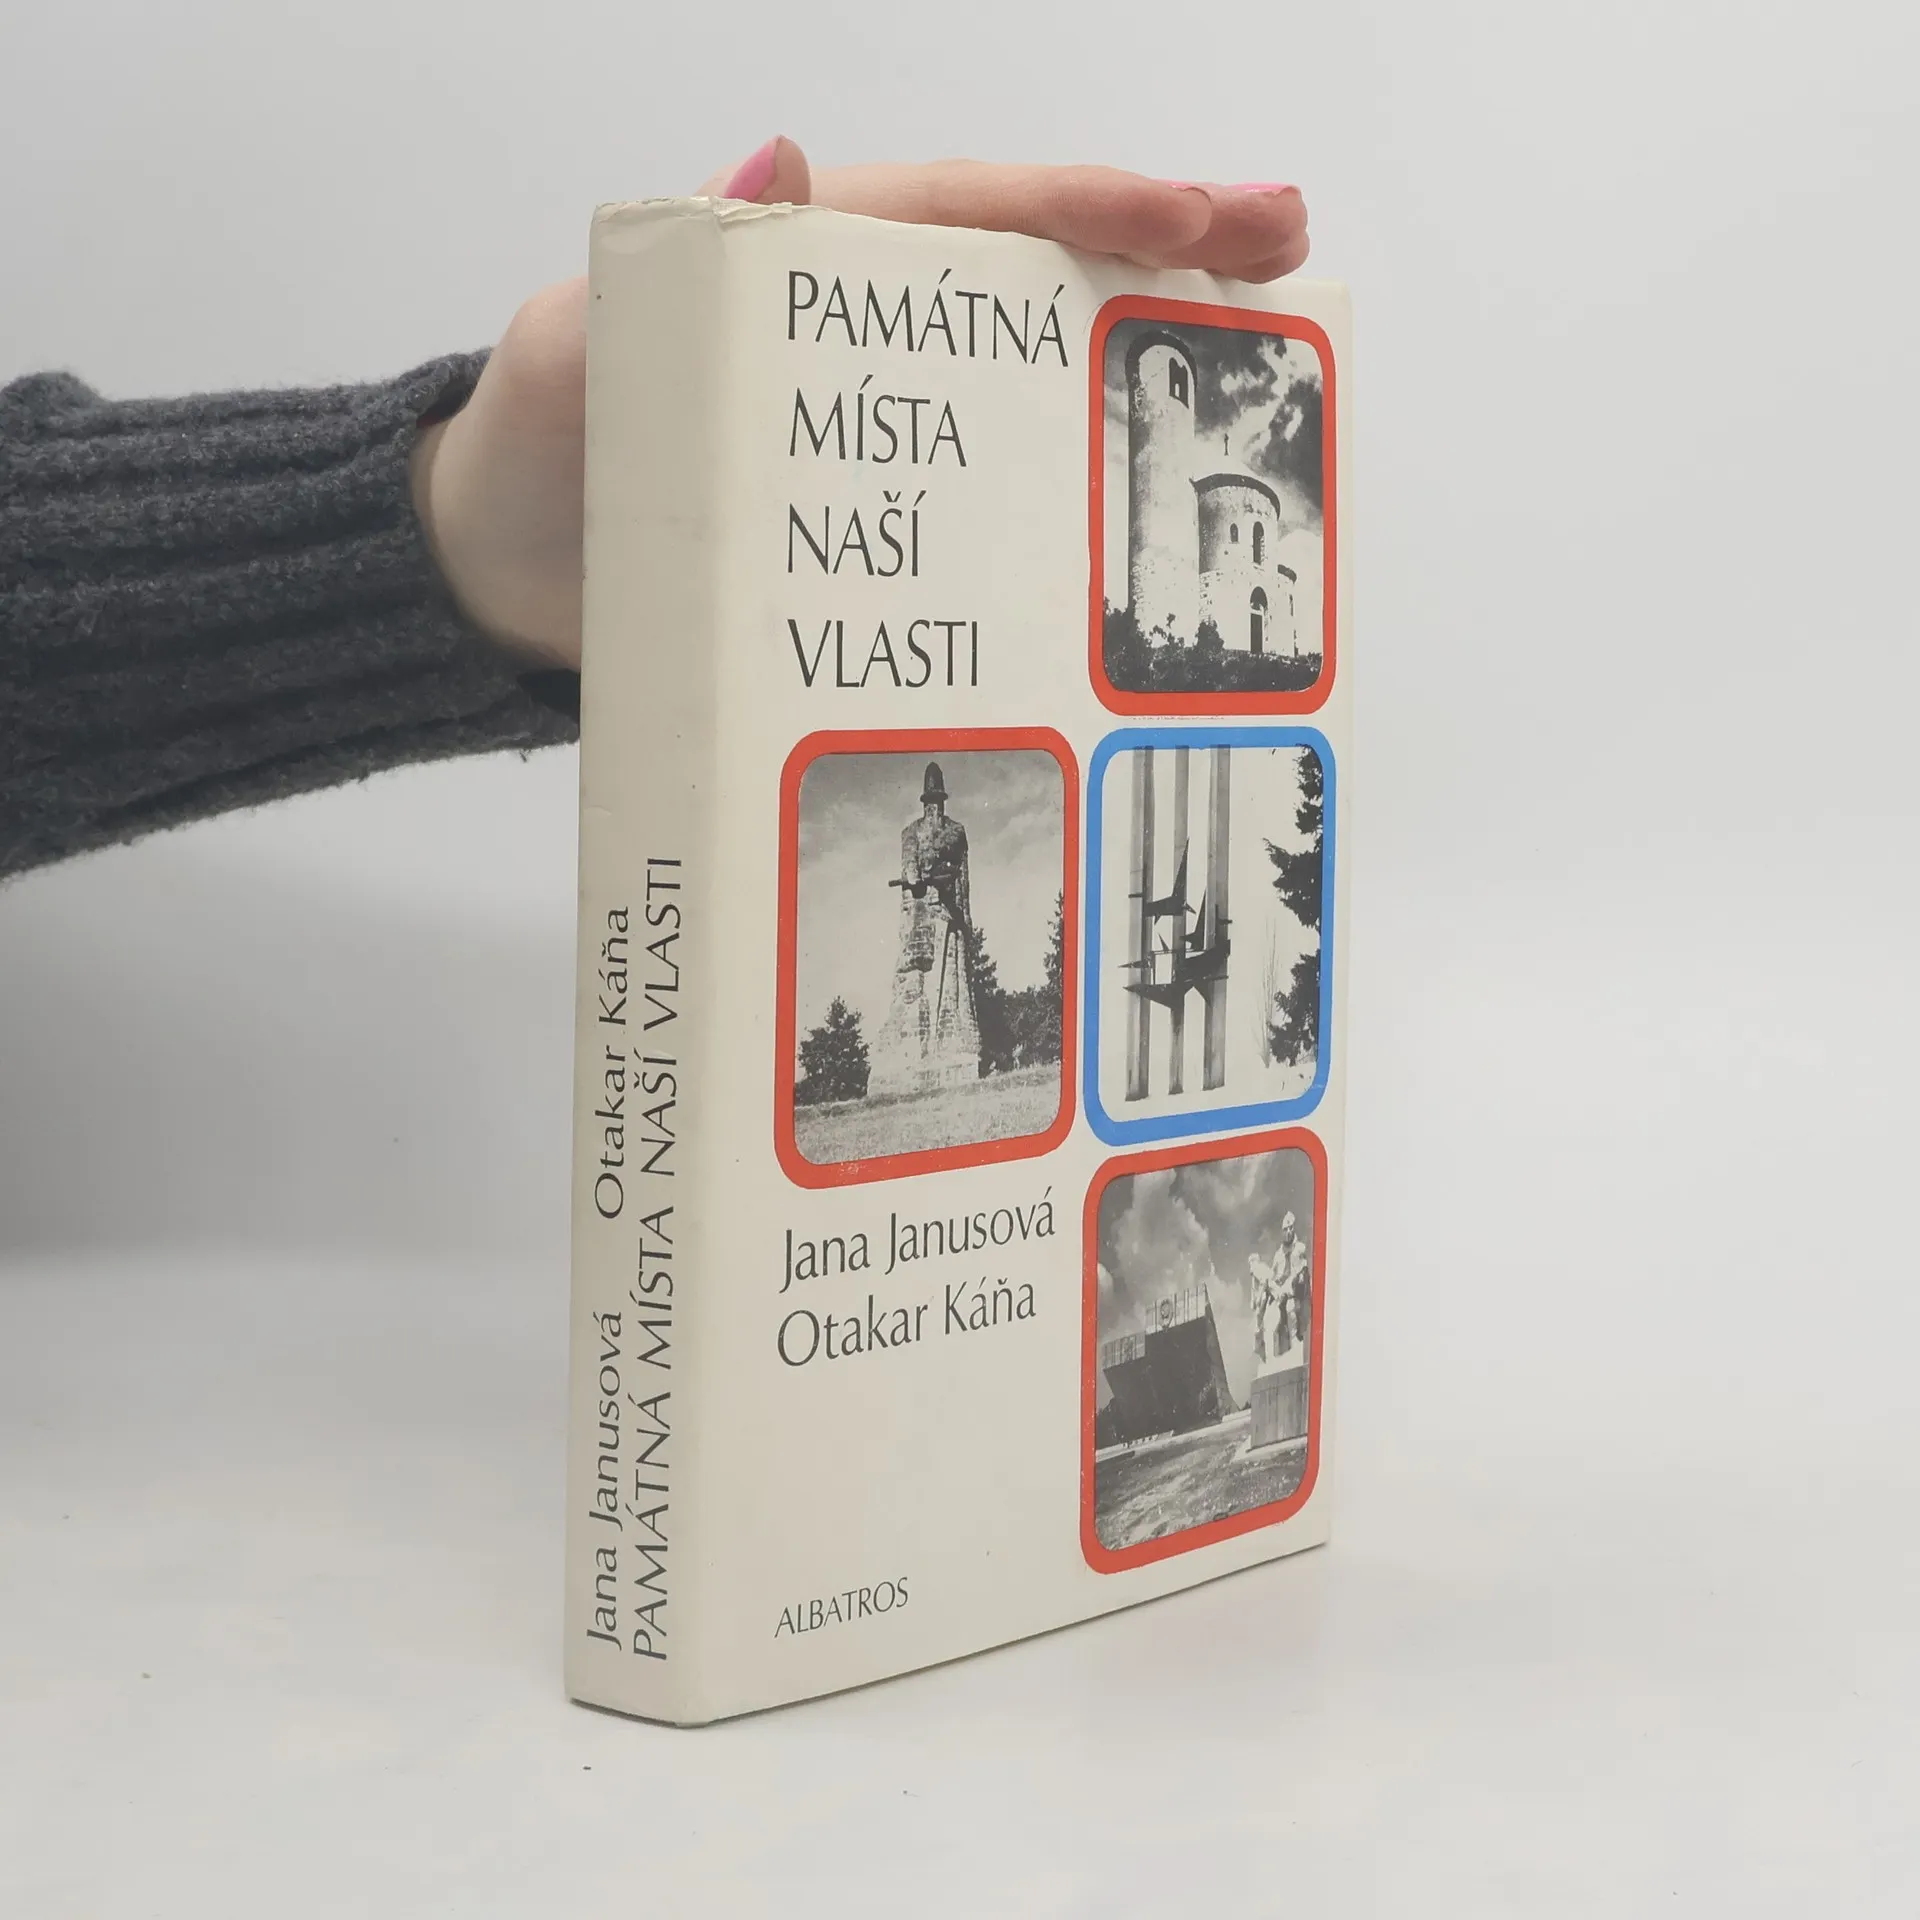 PAMÁTNÁ
MÍSTA
NAŠÍ
VLASTI
Jana Janusová
Otakar Káňa
ALBATROS
Jana Janusová Otakar Káňa
PAMÁTNÁ MÍSTA NAŠÍ VLASTI